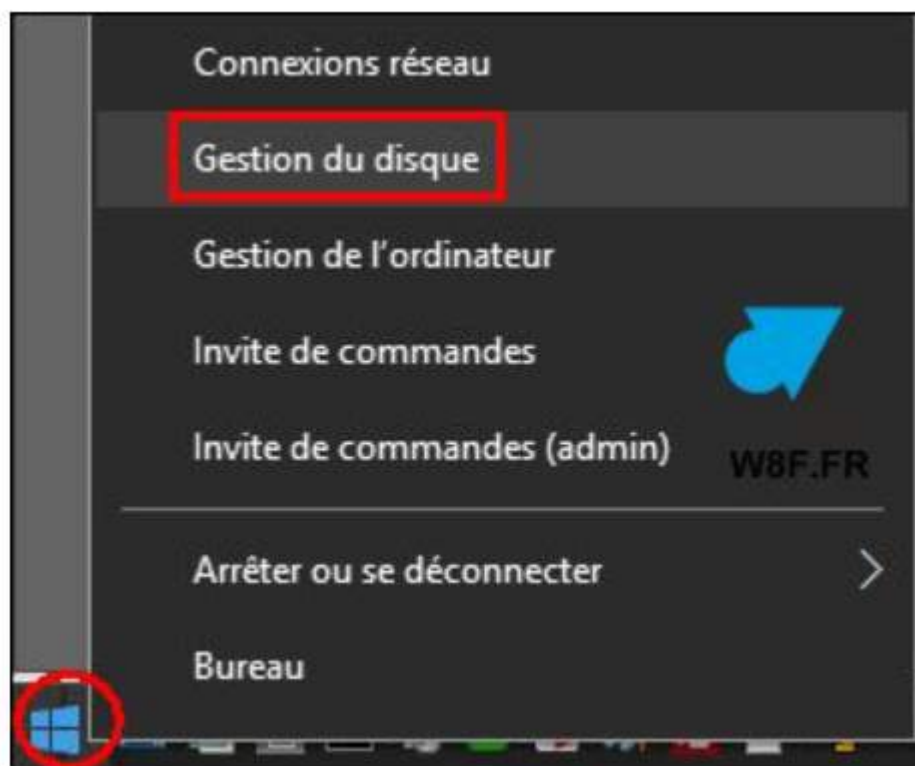 Connexions réseau
Gestion du disque
Gestion de l'ordinateur
Invite de commandes
Invite de commandes (admin)
W8F.FR
Arrêter ou se déconnecter
Bureau